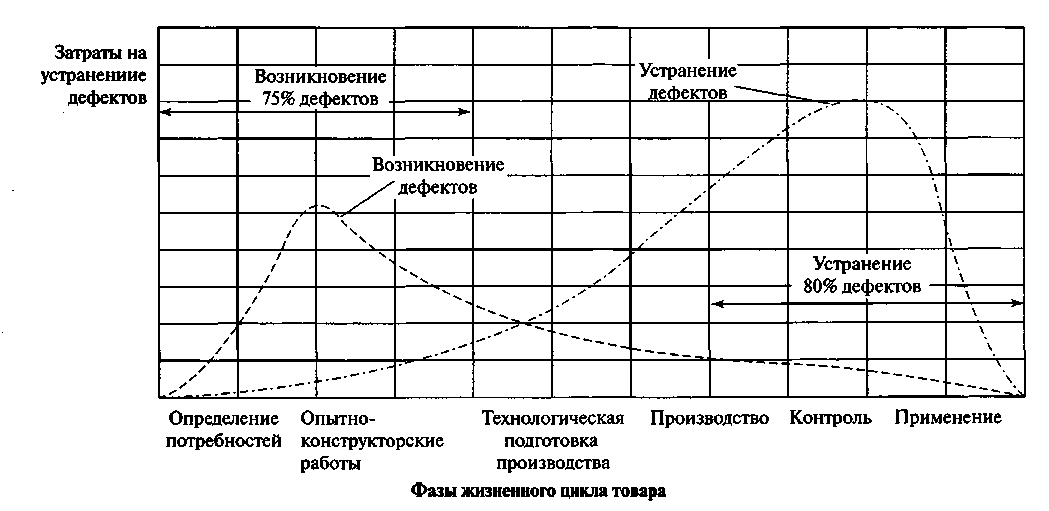 Затраты на
устранениие
дефектов
Возникновение
75% дефектов
Устранение
дефектов
Возникновение
дефектов
Устранение
80% дефектов
Определение
потребностей
Опытно-
конструкторские
работы
Технологическая
подготовка
производства
Производство
Контроль
Применение
Фазы жизненного цикла товара